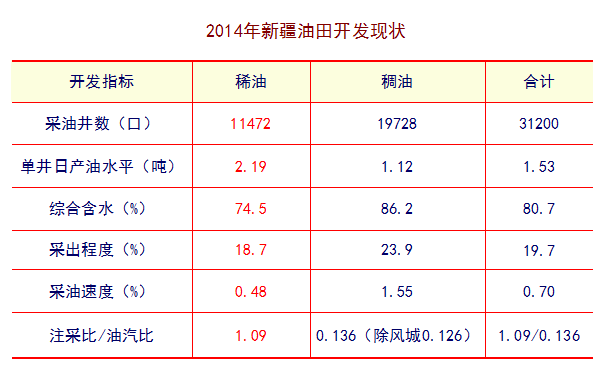 2014年新疆油田开发现状
开发指标 稀油 稠油 合计
采油井数（口） 11472 19728 31200
单井日产油水平（吨） 2.19 1.12 1.53
综合含水（%） 74.5 86.2 80.7
采出程度（%） 18.7 23.9 19.7
采油速度（%） 0.48 1.55 0.70
注采比/油汽比 1.09 0.136（除风城0.126） 1.09/0.136